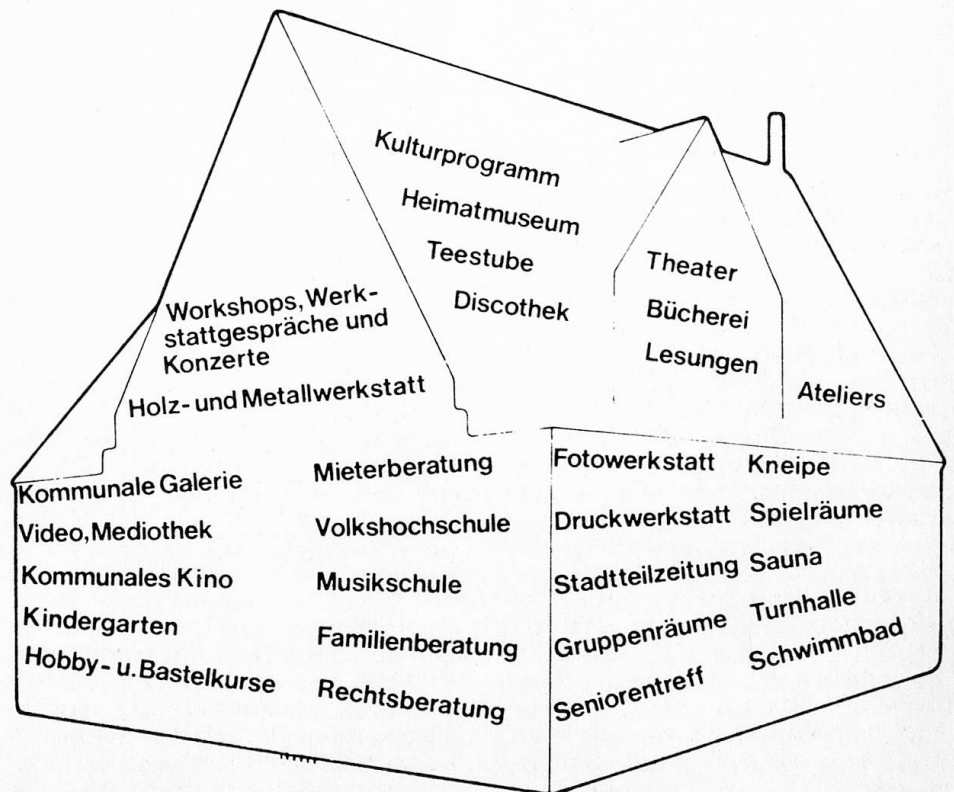 Kulturprogramm
Heimatmuseum
Teestube
Discothek
Theater
Bücherei
Lesungen
Ateliers
Workshops, Werk-
stattgespräche und
Konzerte
Holz- und Metallwerkstatt
Kommunale Galerie
Video, Mediothek
Kommunales Kino
Kindergarten
Hobby- u. Bastelkurse
Mieterberatung
Volkshochschule
Musikschule
Familienberatung
Rechtsberatung
Fotowerkstatt
Druckwerkstatt
Stadtteilzeitung
Gruppenräume
Seniorentreff
Kneipe
Spielräume
Sauna
Turnhalle
Schwimmbad